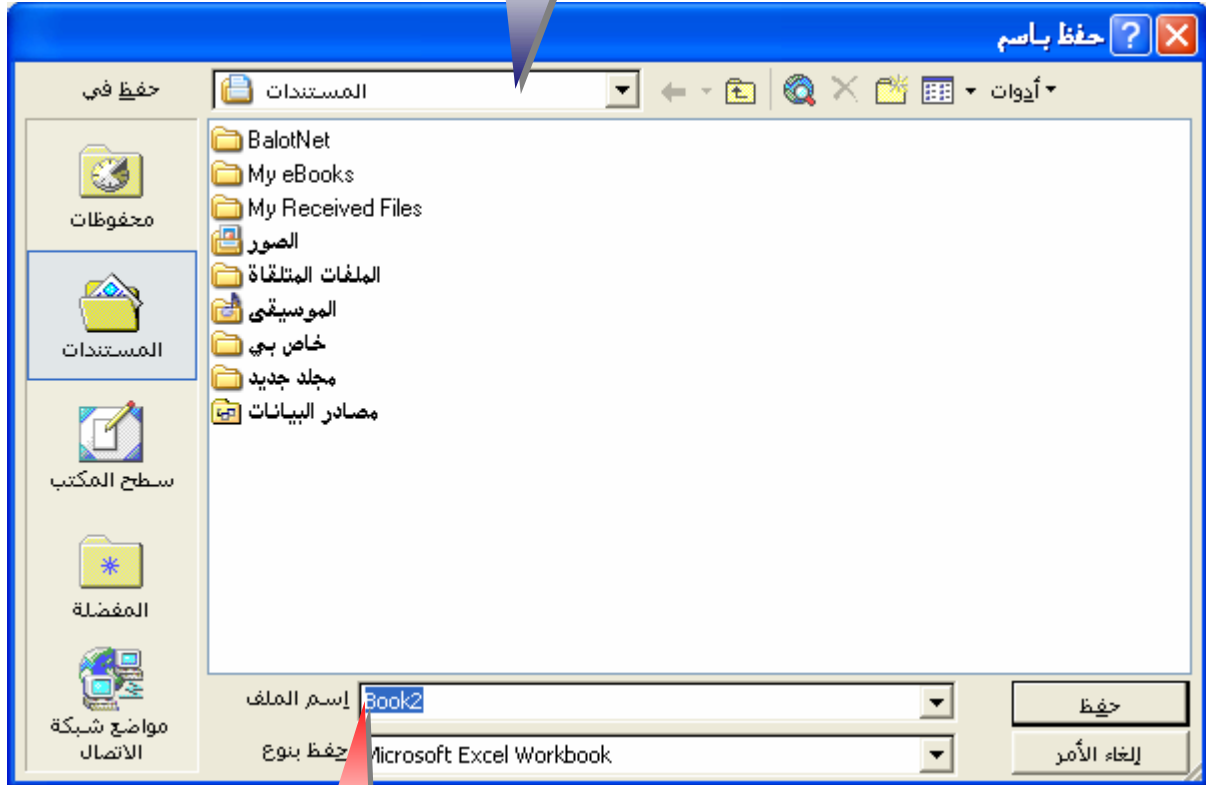 حفظ باسم
حفظ في
المستندات
أدوات
BalotNet
My eBooks
My Received Files
الصور
الملفات المتلقاة
الموسيقى
خاص بي
مجلد جديد
مصادر البيانات
محفوظات
المستندات
سطح المكتب
المفضلة
مواضع شبكة
الاتصال
إسم الملف
Book2
حفظ
حفظ بنوع
Microsoft Excel Workbook
إلغاء الأمر